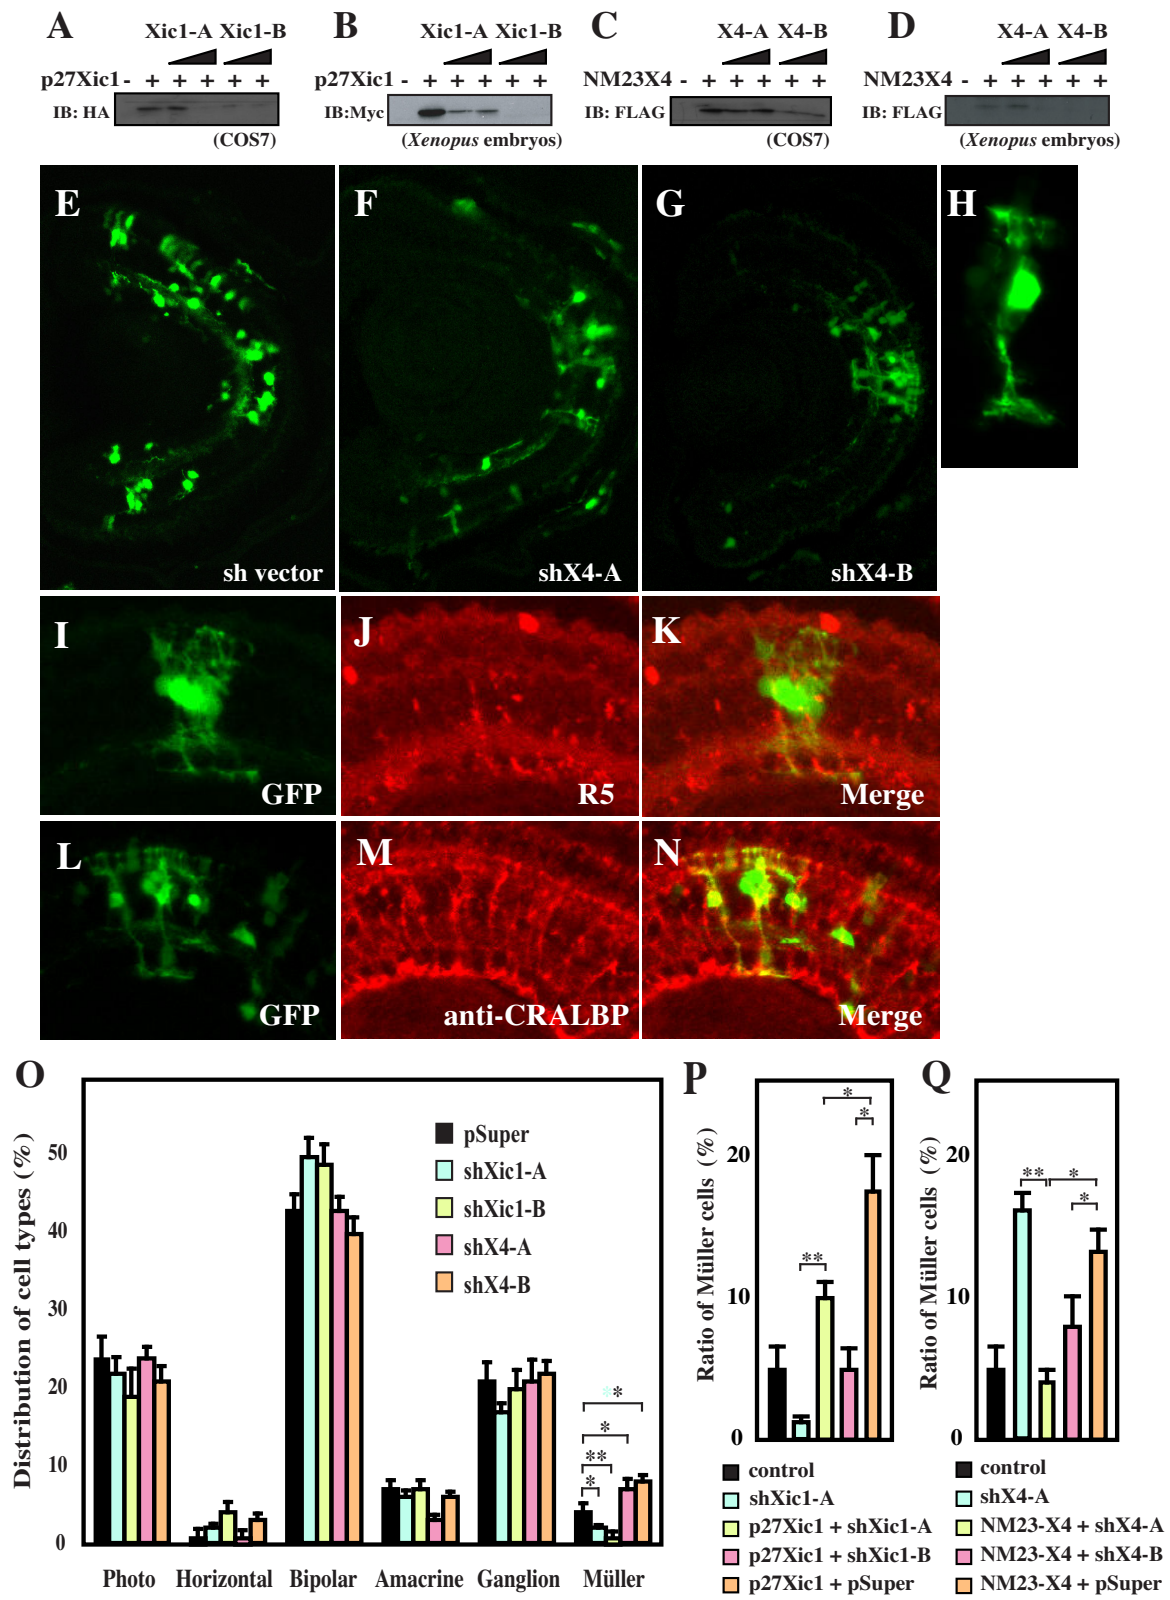 A
Xic1-A Xic1-B
p27Xic1 - + + + + +
IB: HA
(COS7)
B
Xic1-A Xic1-B
p27Xic1 - + + + + +
IB:Myc
(Xenopus embryos)
C
X4-A X4-B
NM23X4 - + + + + +
IB: FLAG
(COS7)
D
X4-A X4-B
NM23X4 - + + + + +
IB: FLAG
(Xenopus embryos)
E
sh vector
F
shX4-A
G
shX4-B
H
I
GFP
J
R5
K
Merge
L
GFP
M
anti-CRALBP
N
Merge
O
Distribution of cell types (%)
50
40
30
20
10
0
pSuper
shXic1-A
shXic1-B
shX4-A
shX4-B
**
*
**
*
Photo Horizontal Bipolar Amacrine Ganglion Müller
P
Ratio of Müller cells (%)
20
10
0
*
*
**
control
shXic1-A
p27Xic1 + shXic1-A
p27Xic1 + shXic1-B
p27Xic1 + pSuper
Q
Ratio of Müller cells (%)
20
10
0
** *
*
control
shX4-A
NM23-X4 + shX4-A
NM23-X4 + shX4-B
NM23-X4 + pSuper